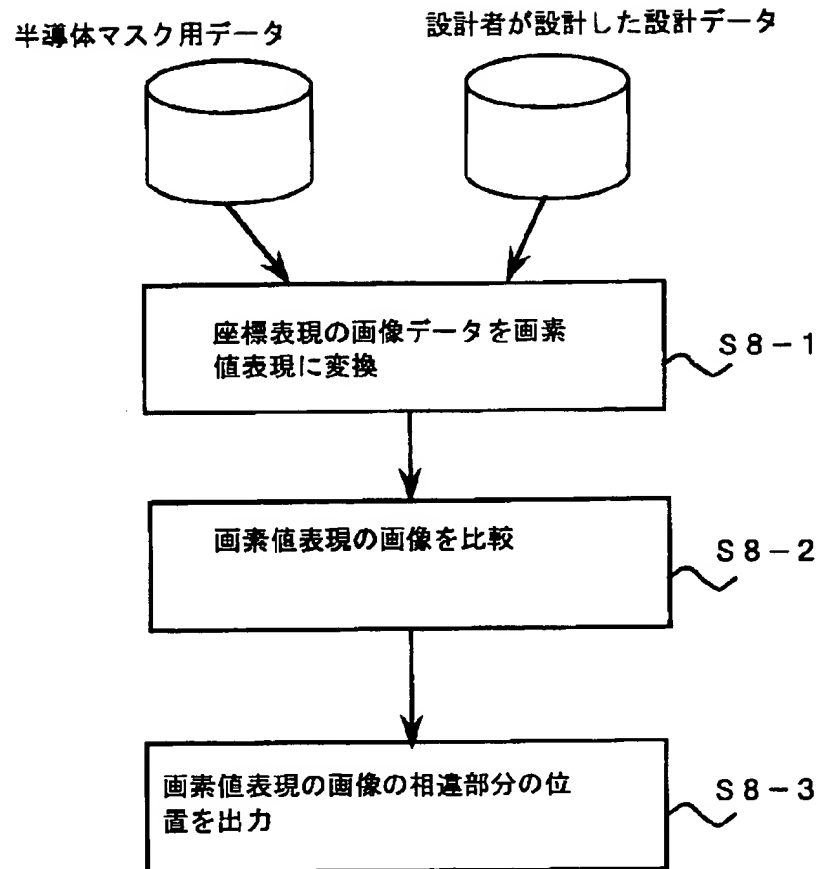 半導体マスク用データ
設計者が設計した設計データ
座標表現の画像データを画素
値表現に変換
S8-1
画素値表現の画像を比較
S8-2
画素値表現の画像の相違部分の位
置を出力
S8-3